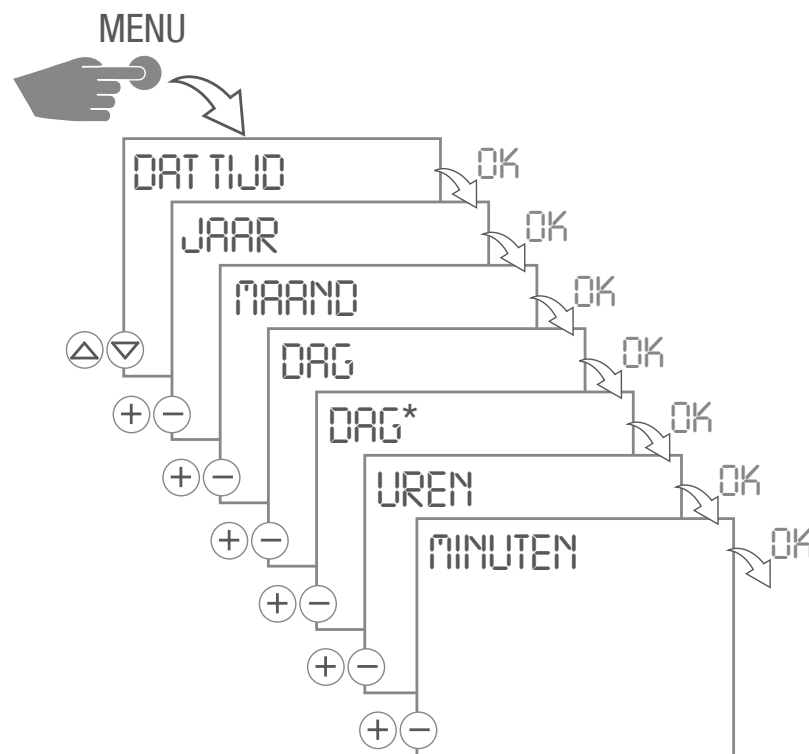 MENU
DAT TIJD
OK
JAAR
OK
MAAND
OK
DAG
OK
DAG*
OK
UREN
OK
MINUTEN
OK